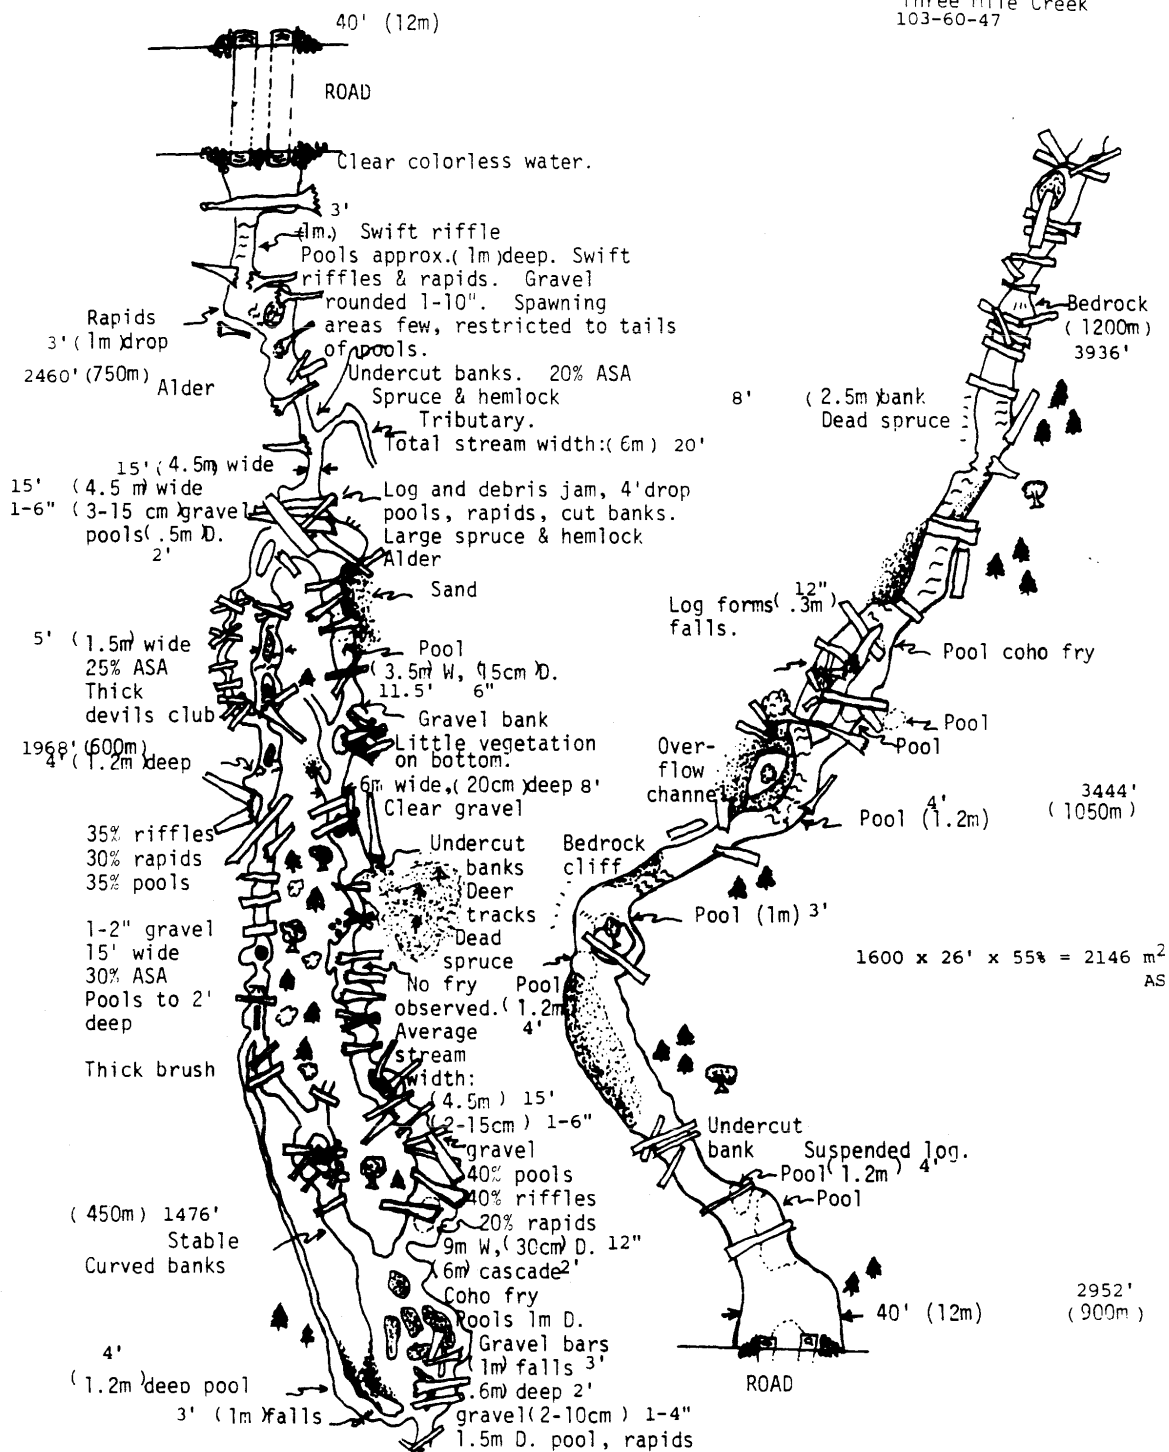 Three Mile Creek
103-60-47
40' (12m)
ROAD
Clear colorless water.
3'
(1m.) Swift riffle
Pools approx.(1m)deep. Swift
riffles & rapids. Gravel
rounded 1-10". Spawning
areas few, restricted to tails
of pools.
Rapids
3'(1m)drop
2460'(750m)
Alder
Undercut banks. 20% ASA
Spruce & hemlock
Tributary.
Total stream width:(6m) 20'
15'(4.5m) wide
15' (4.5 m) wide
1-6" (3-15 cm)gravel
pools(.5m)D.
2'
Log and debris jam, 4'drop
pools, rapids, cut banks.
Large spruce & hemlock
Alder
Sand
5' (1.5m) wide
25% ASA
Thick
devils club
Pool
(3.5m) W, (15cm)D.
11.5' 6"
Gravel bank
Little vegetation
on bottom.
1968'(600m)
4'(1.2m)deep
6m wide,(20cm)deep 8'
Clear gravel
35% riffles
30% rapids
35% pools
Undercut
banks
Deer
tracks
Dead
spruce
1-2" gravel
15' wide
30% ASA
Pools to 2'
deep
No fry
observed.
Average
stream
width:
(4.5m) 15'
(2-15cm) 1-6"
gravel
40% pools
40% riffles
20% rapids
Thick brush
(450m) 1476'
Stable
Curved banks
9m W,(30cm) D. 12"
(6m) cascade 2'
Coho fry
Pools 1m D.
Gravel bars
(1m) falls 3'
.6m) deep 2'
gravel(2-10cm) 1-4"
1.5m D. pool, rapids
4'
(1.2m)deep pool
3' (1m)falls
Bedrock
(1200m)
3936'
8' (2.5m)bank
Dead spruce
12"
Log forms(.3m)
falls.
Pool coho fry
Pool
Pool
Over-
flow
channel
4'
Pool (1.2m)
3444'
(1050m)
Bedrock
cliff
Pool (1m) 3'
1600 x 26' x 55% = 2146 m²
AS
Pool
(1.2m)
4'
Undercut
bank
Suspended log.
Pool(1.2m) 4'
Pool
2952'
(900m)
40' (12m)
ROAD